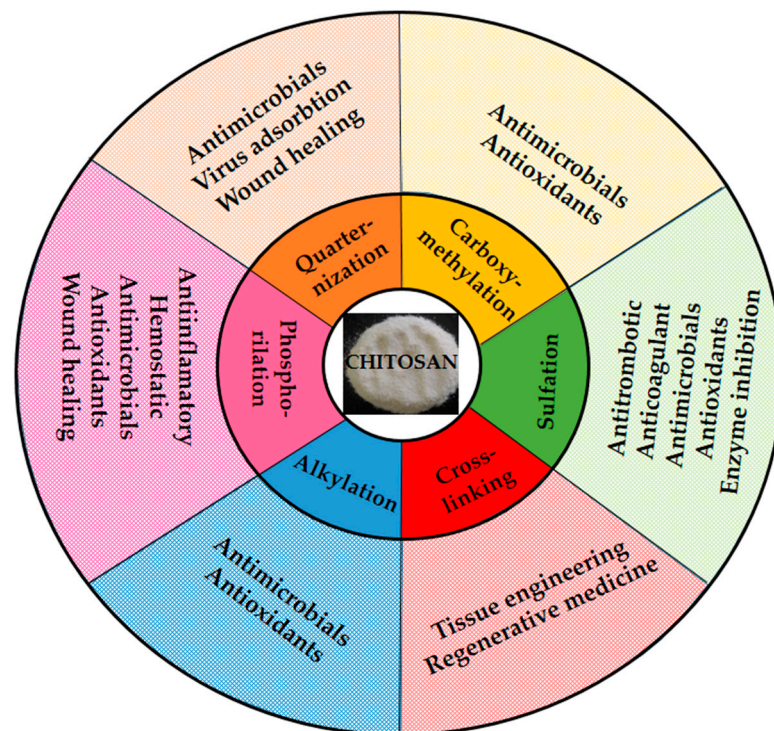 Antimicrobials
Virus adsorbtion
Wound healing
Antimicrobials
Antioxidants
Quarter-
nization
Carboxy-
methylation
Antiinflamatory
Hemostatic
Antimicrobials
Antioxidants
Wound healing
Phospho-
rilation
CHITOSAN
Sulfation
Antitrombotic
Anticoagulant
Antimicrobials
Antioxidants
Enzyme inhibition
Alkylation
Cross-
linking
Antimicrobials
Antioxidants
Tissue engineering
Regenerative medicine